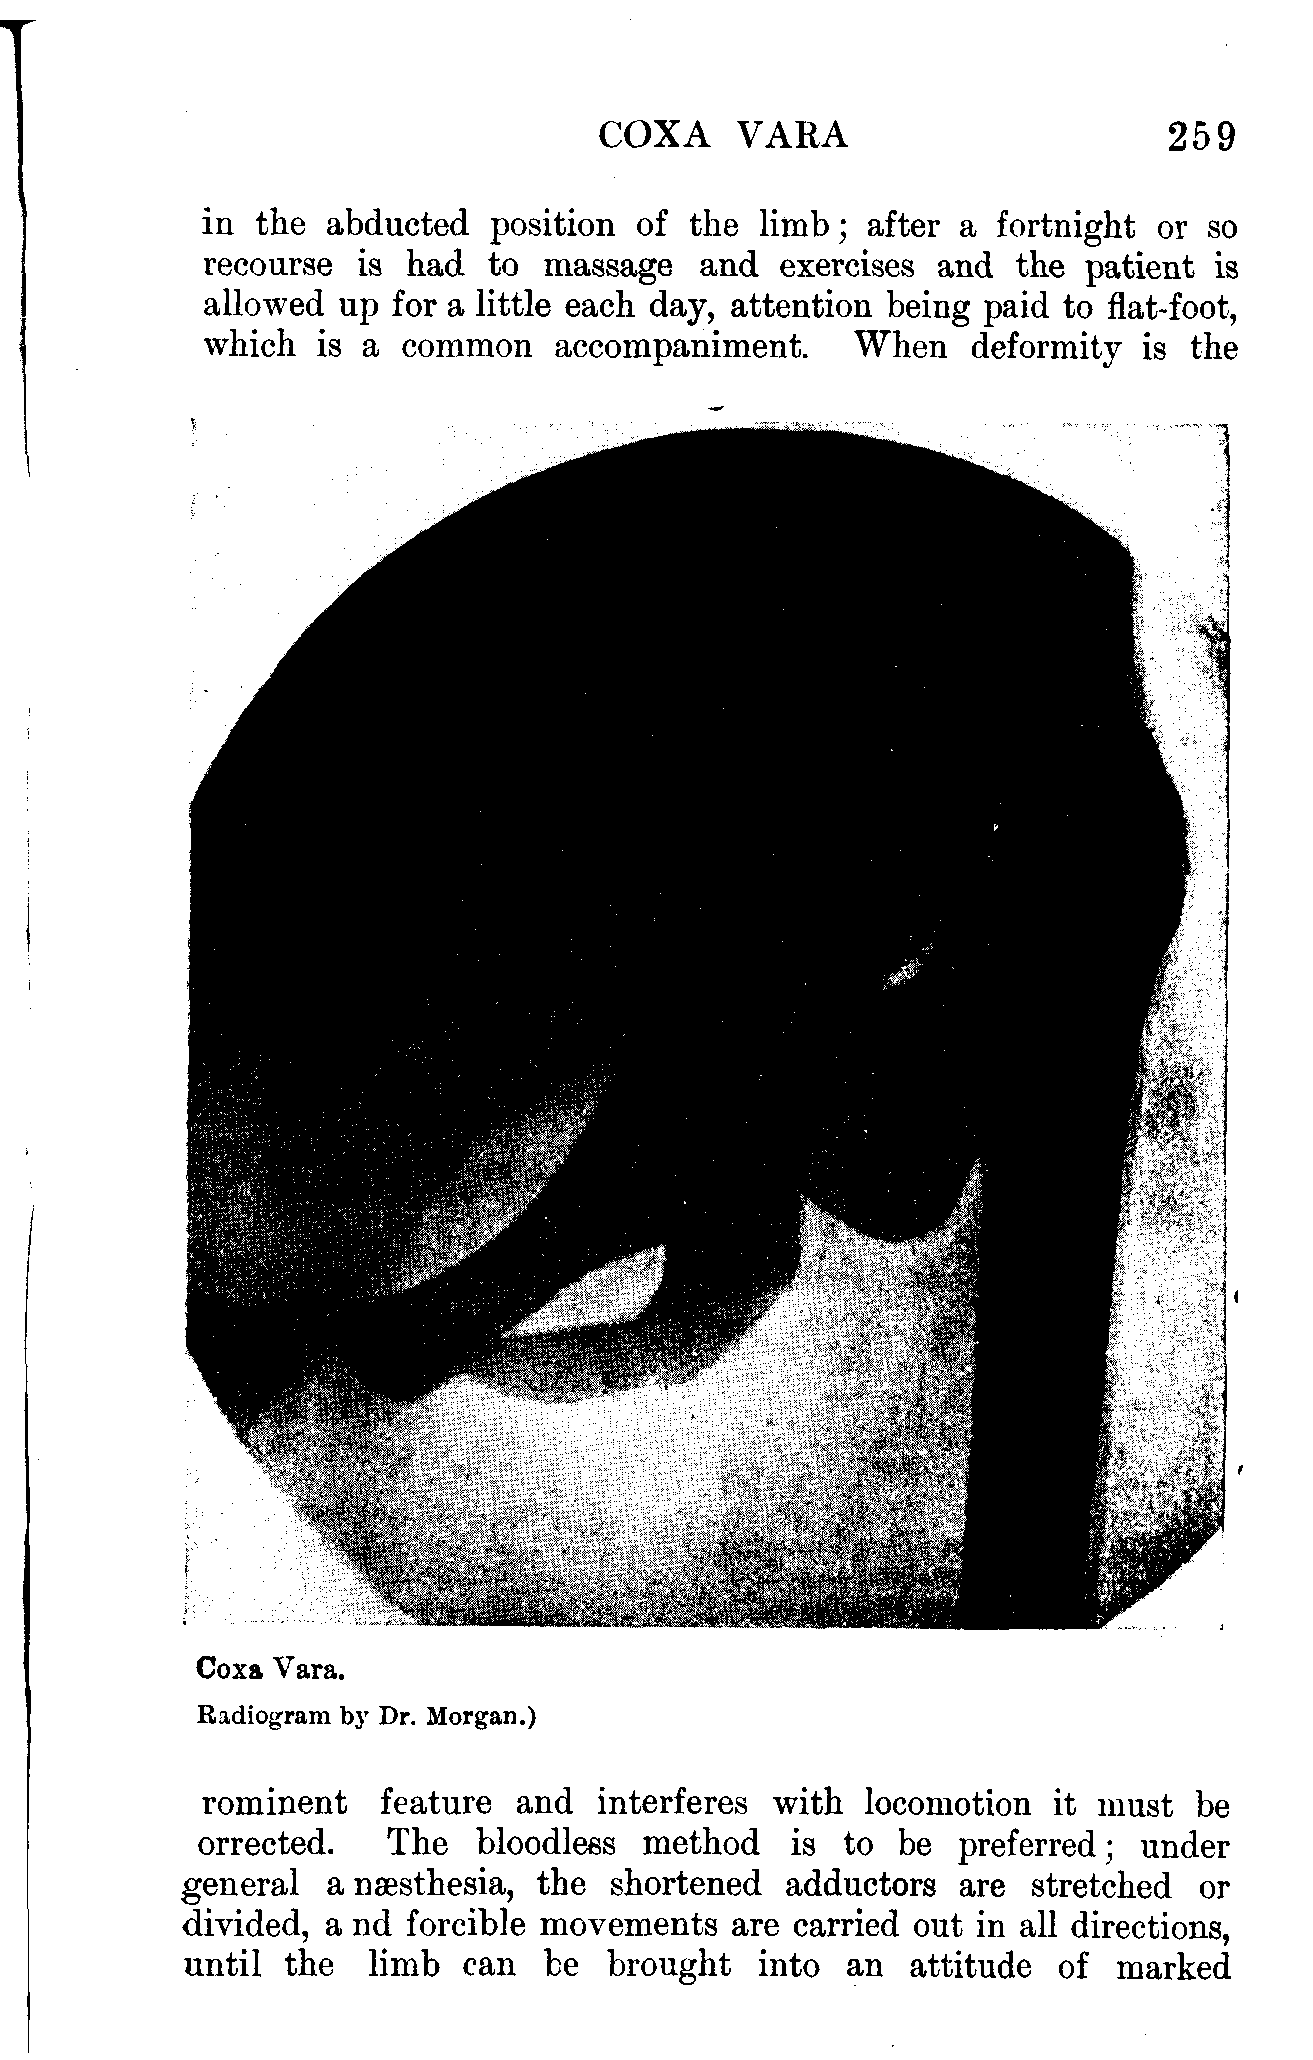 COXA VARA 259
in the abducted position of the limb; after a fortnight or so
recourse is had to massage and exercises and the patient is
allowed up for a little each day, attention being paid to flat-foot,
which is a common accompaniment. When deformity is the
Coxa Vara.
Radiogram by Dr. Morgan.)
rominent feature and interferes with locomotion it must be
orrected. The bloodless method is to be preferred; under
general a næsthesia, the shortened adductors are stretched or
divided, a nd forcible movements are carried out in all directions,
until the limb can be brought into an attitude of marked